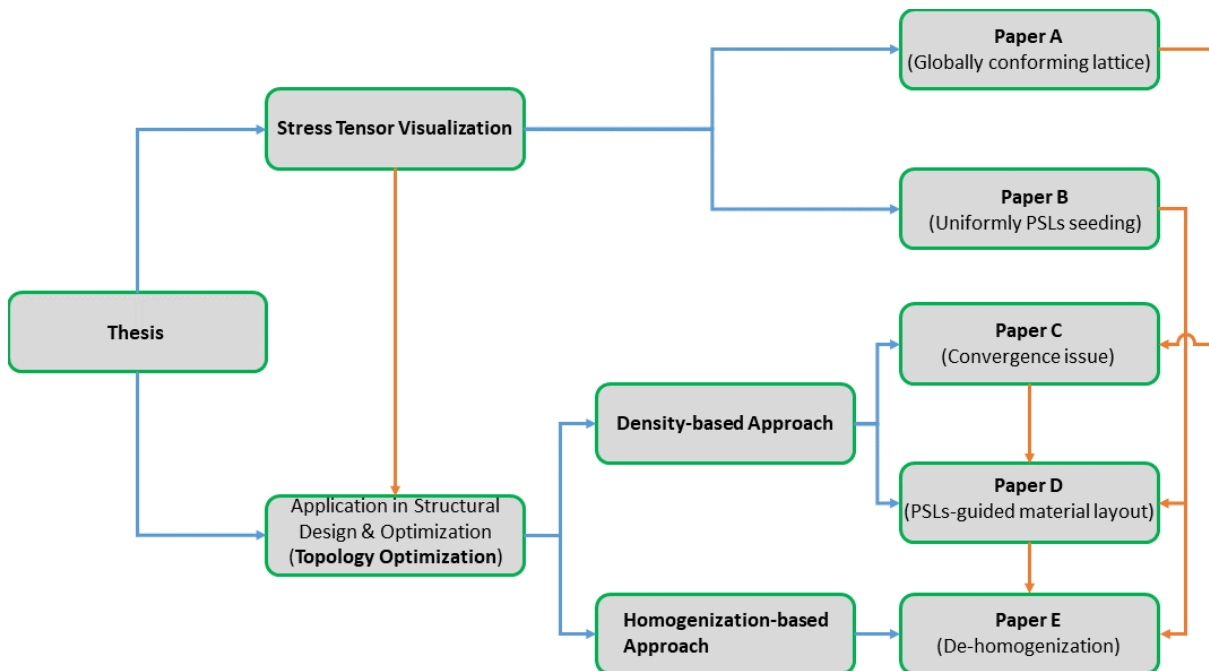 Paper A
(Globally conforming lattice)
Stress Tensor Visualization
Paper B
(Uniformly PSLs seeding)
Thesis
Paper C
(Convergence issue)
Density-based Approach
Application in Structural
Design & Optimization
(Topology Optimization)
Paper D
(PSLs-guided material layout)
Homogenization-based
Approach
Paper E
(De-homogenization)